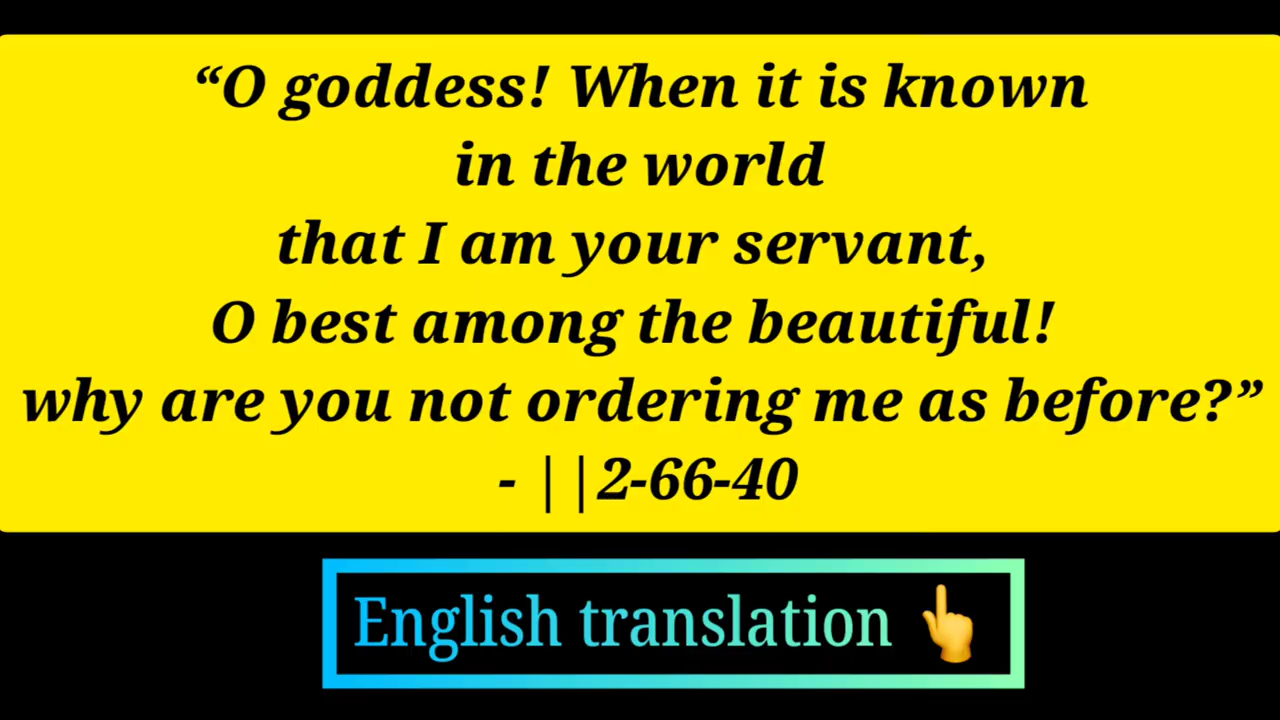 “O goddess! When it is known
in the world
that I am your servant,
O best among the beautiful!
why are you not ordering me as before?”
- ||2-66-40
English translation 👆